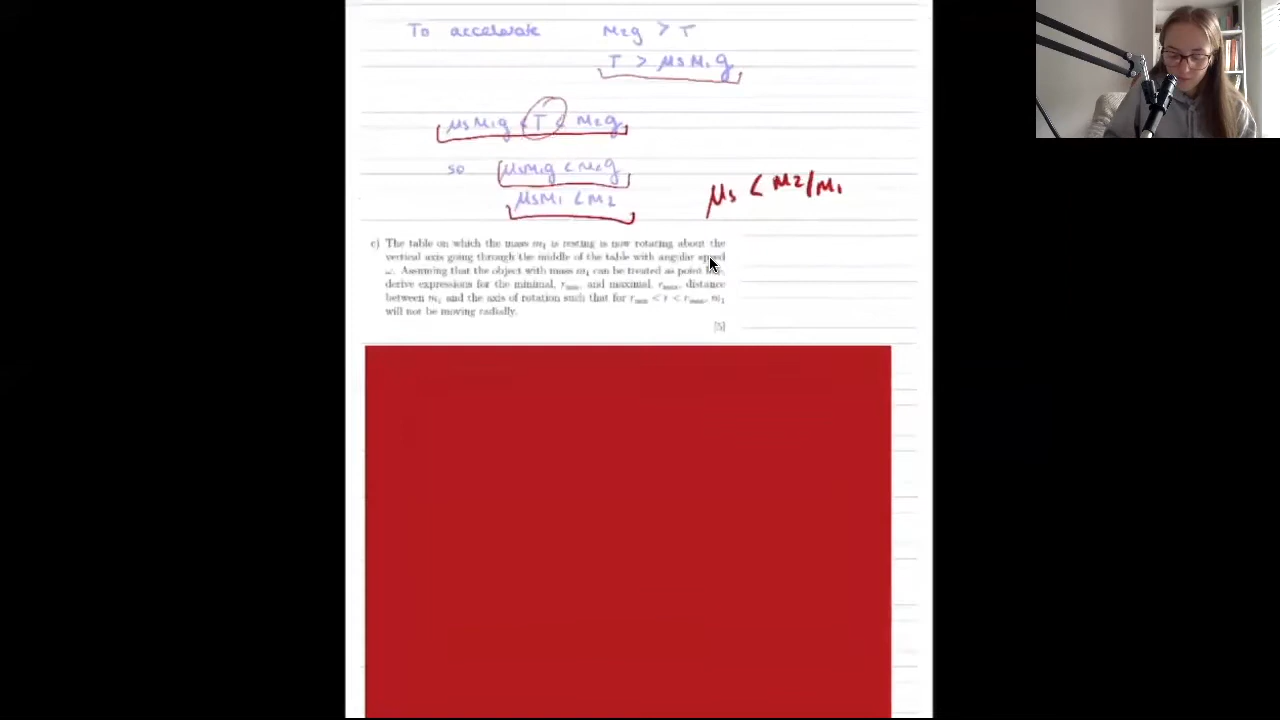 To accelerate M2g > T
T > μsM1g
μsM1g < T < M2g
so μsM1g < M2g
μsM1 < M2
μs < M2/M1
c) The table on which the mass m1 is resting is now rotating about the
vertical axis going through the middle of the table with angular speed
ω. Assuming that the object with mass m1 can be treated as point
derive expressions for the minimal, rmin, and maximal, rmax, distance
between m1 and the axis of rotation such that for rmin < r < rmax, m1
will not be moving radially.
[5]